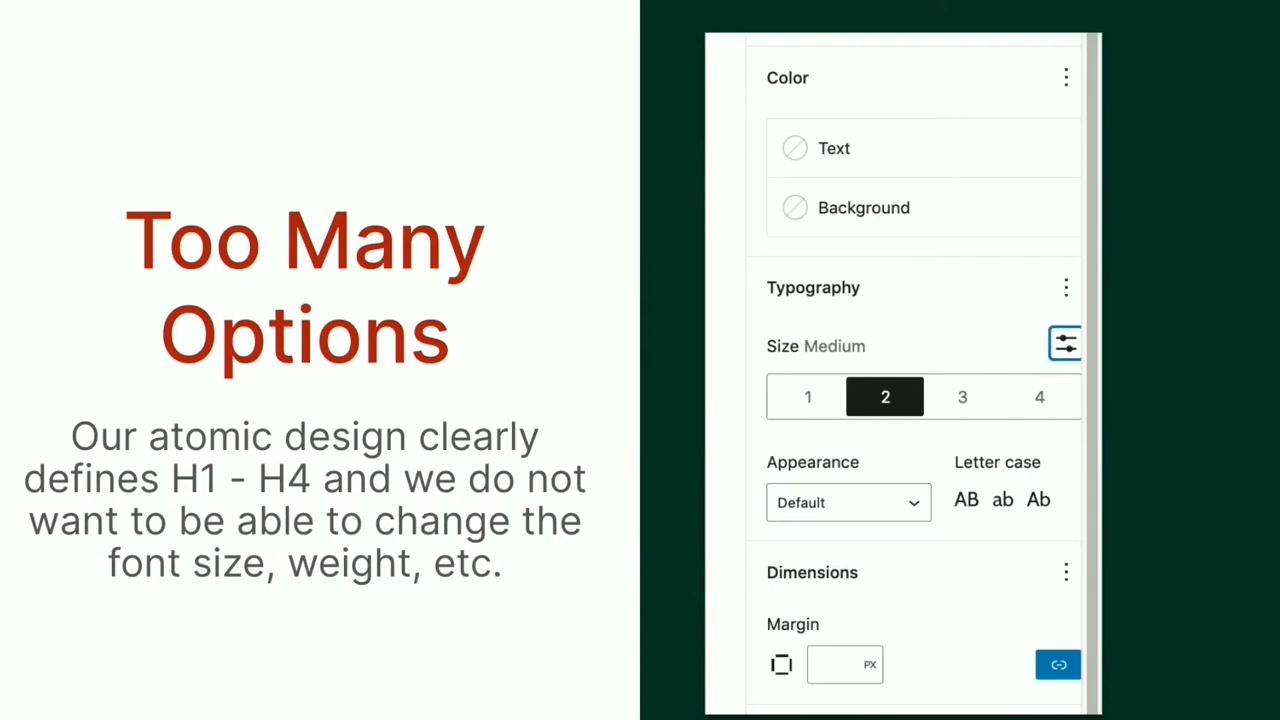 Too Many
Options
Our atomic design clearly
defines H1 - H4 and we do not
want to be able to change the
font size, weight, etc.
Color
Text
Background
Typography
Size Medium
1 2 3 4
Appearance Letter case
Default AB ab Ab
Dimensions
Margin
PX